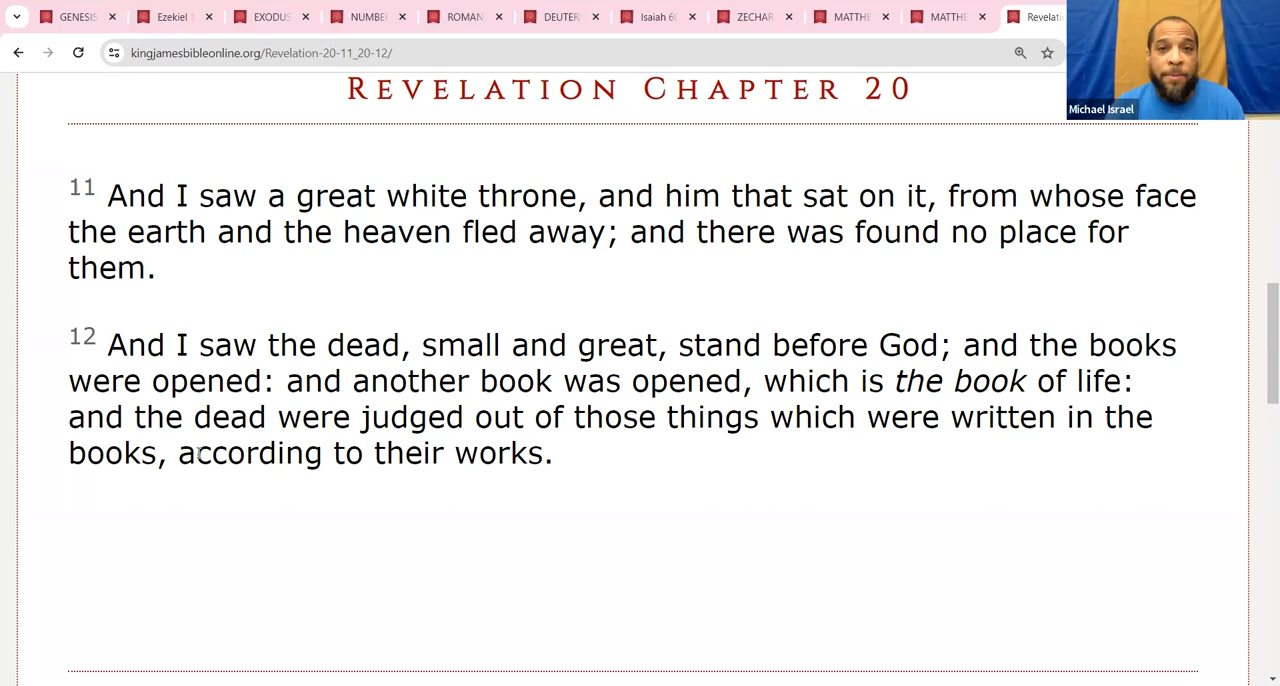 GENESIS Ezekiel EXODUS NUMBE ROMAN DEUTER Isaiah 60 ZECHAR MATTHE MATTHE Revelati
kingjamesbibleonline.org/Revelation-20-11_20-12/
Michael Israel
REVELATION CHAPTER 20
11 And I saw a great white throne, and him that sat on it, from whose face
the earth and the heaven fled away; and there was found no place for
them.
12 And I saw the dead, small and great, stand before God; and the books
were opened: and another book was opened, which is the book of life:
and the dead were judged out of those things which were written in the
books, according to their works.